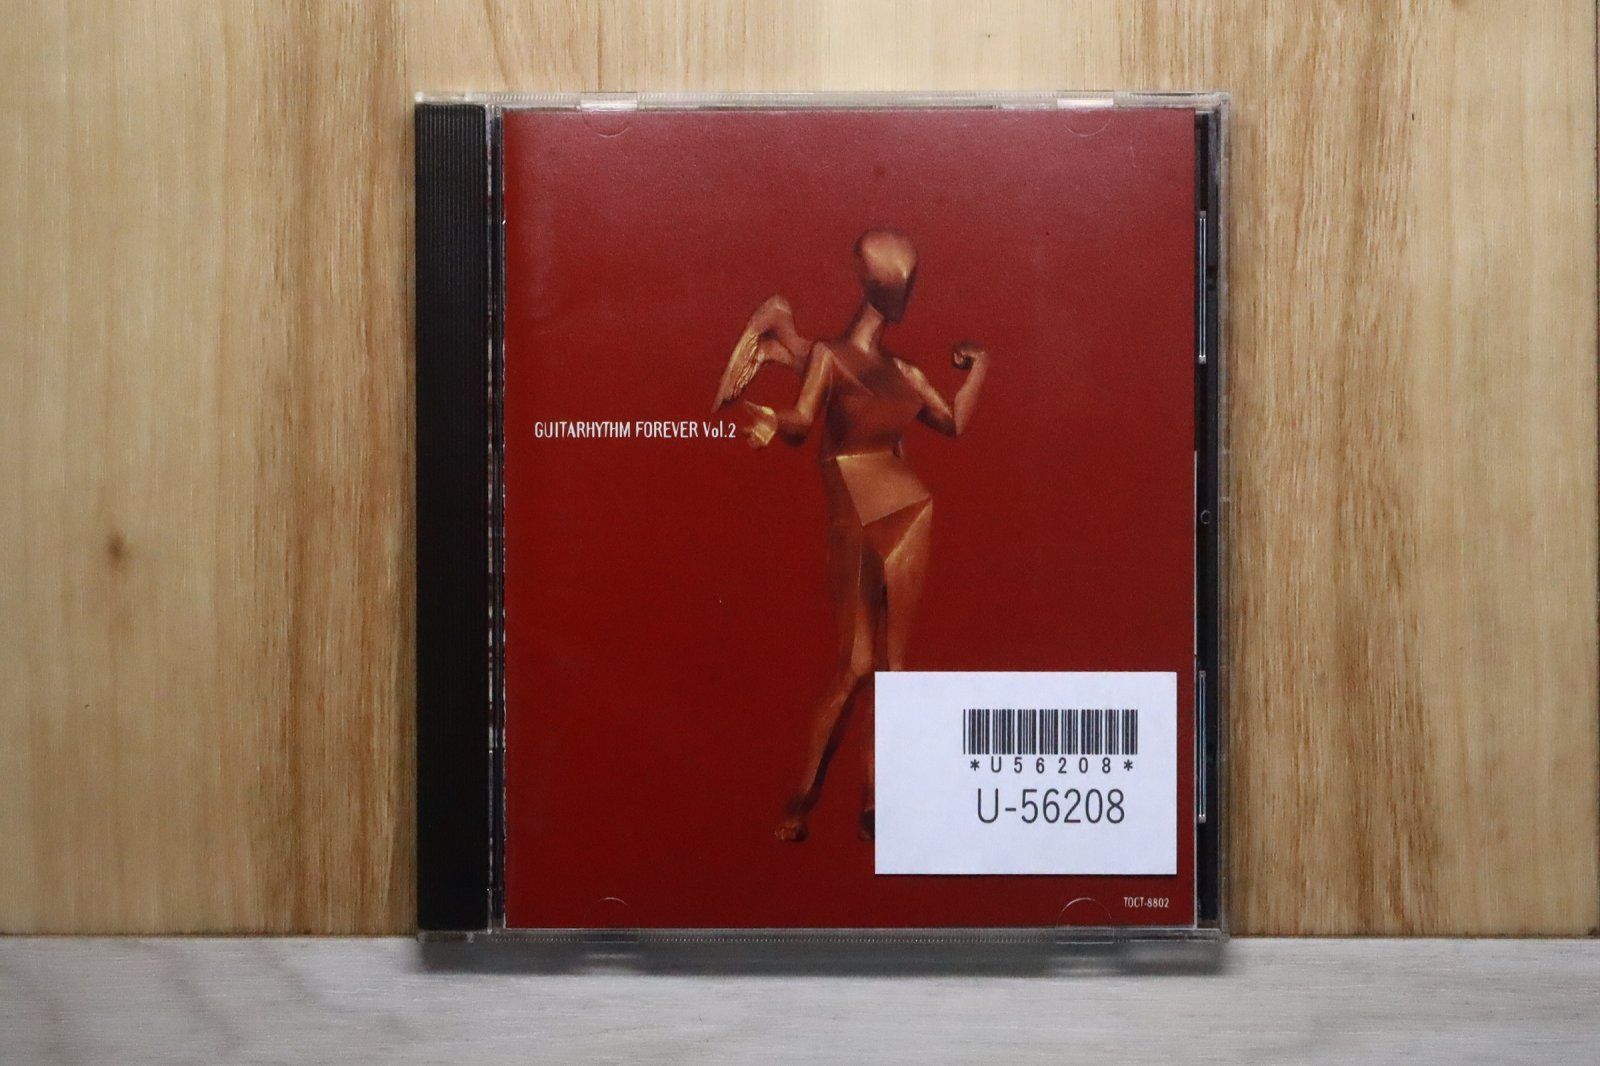 GUITARHYTHM FOREVER Vol.2
*U56208*
U-56208
TOCT-8802